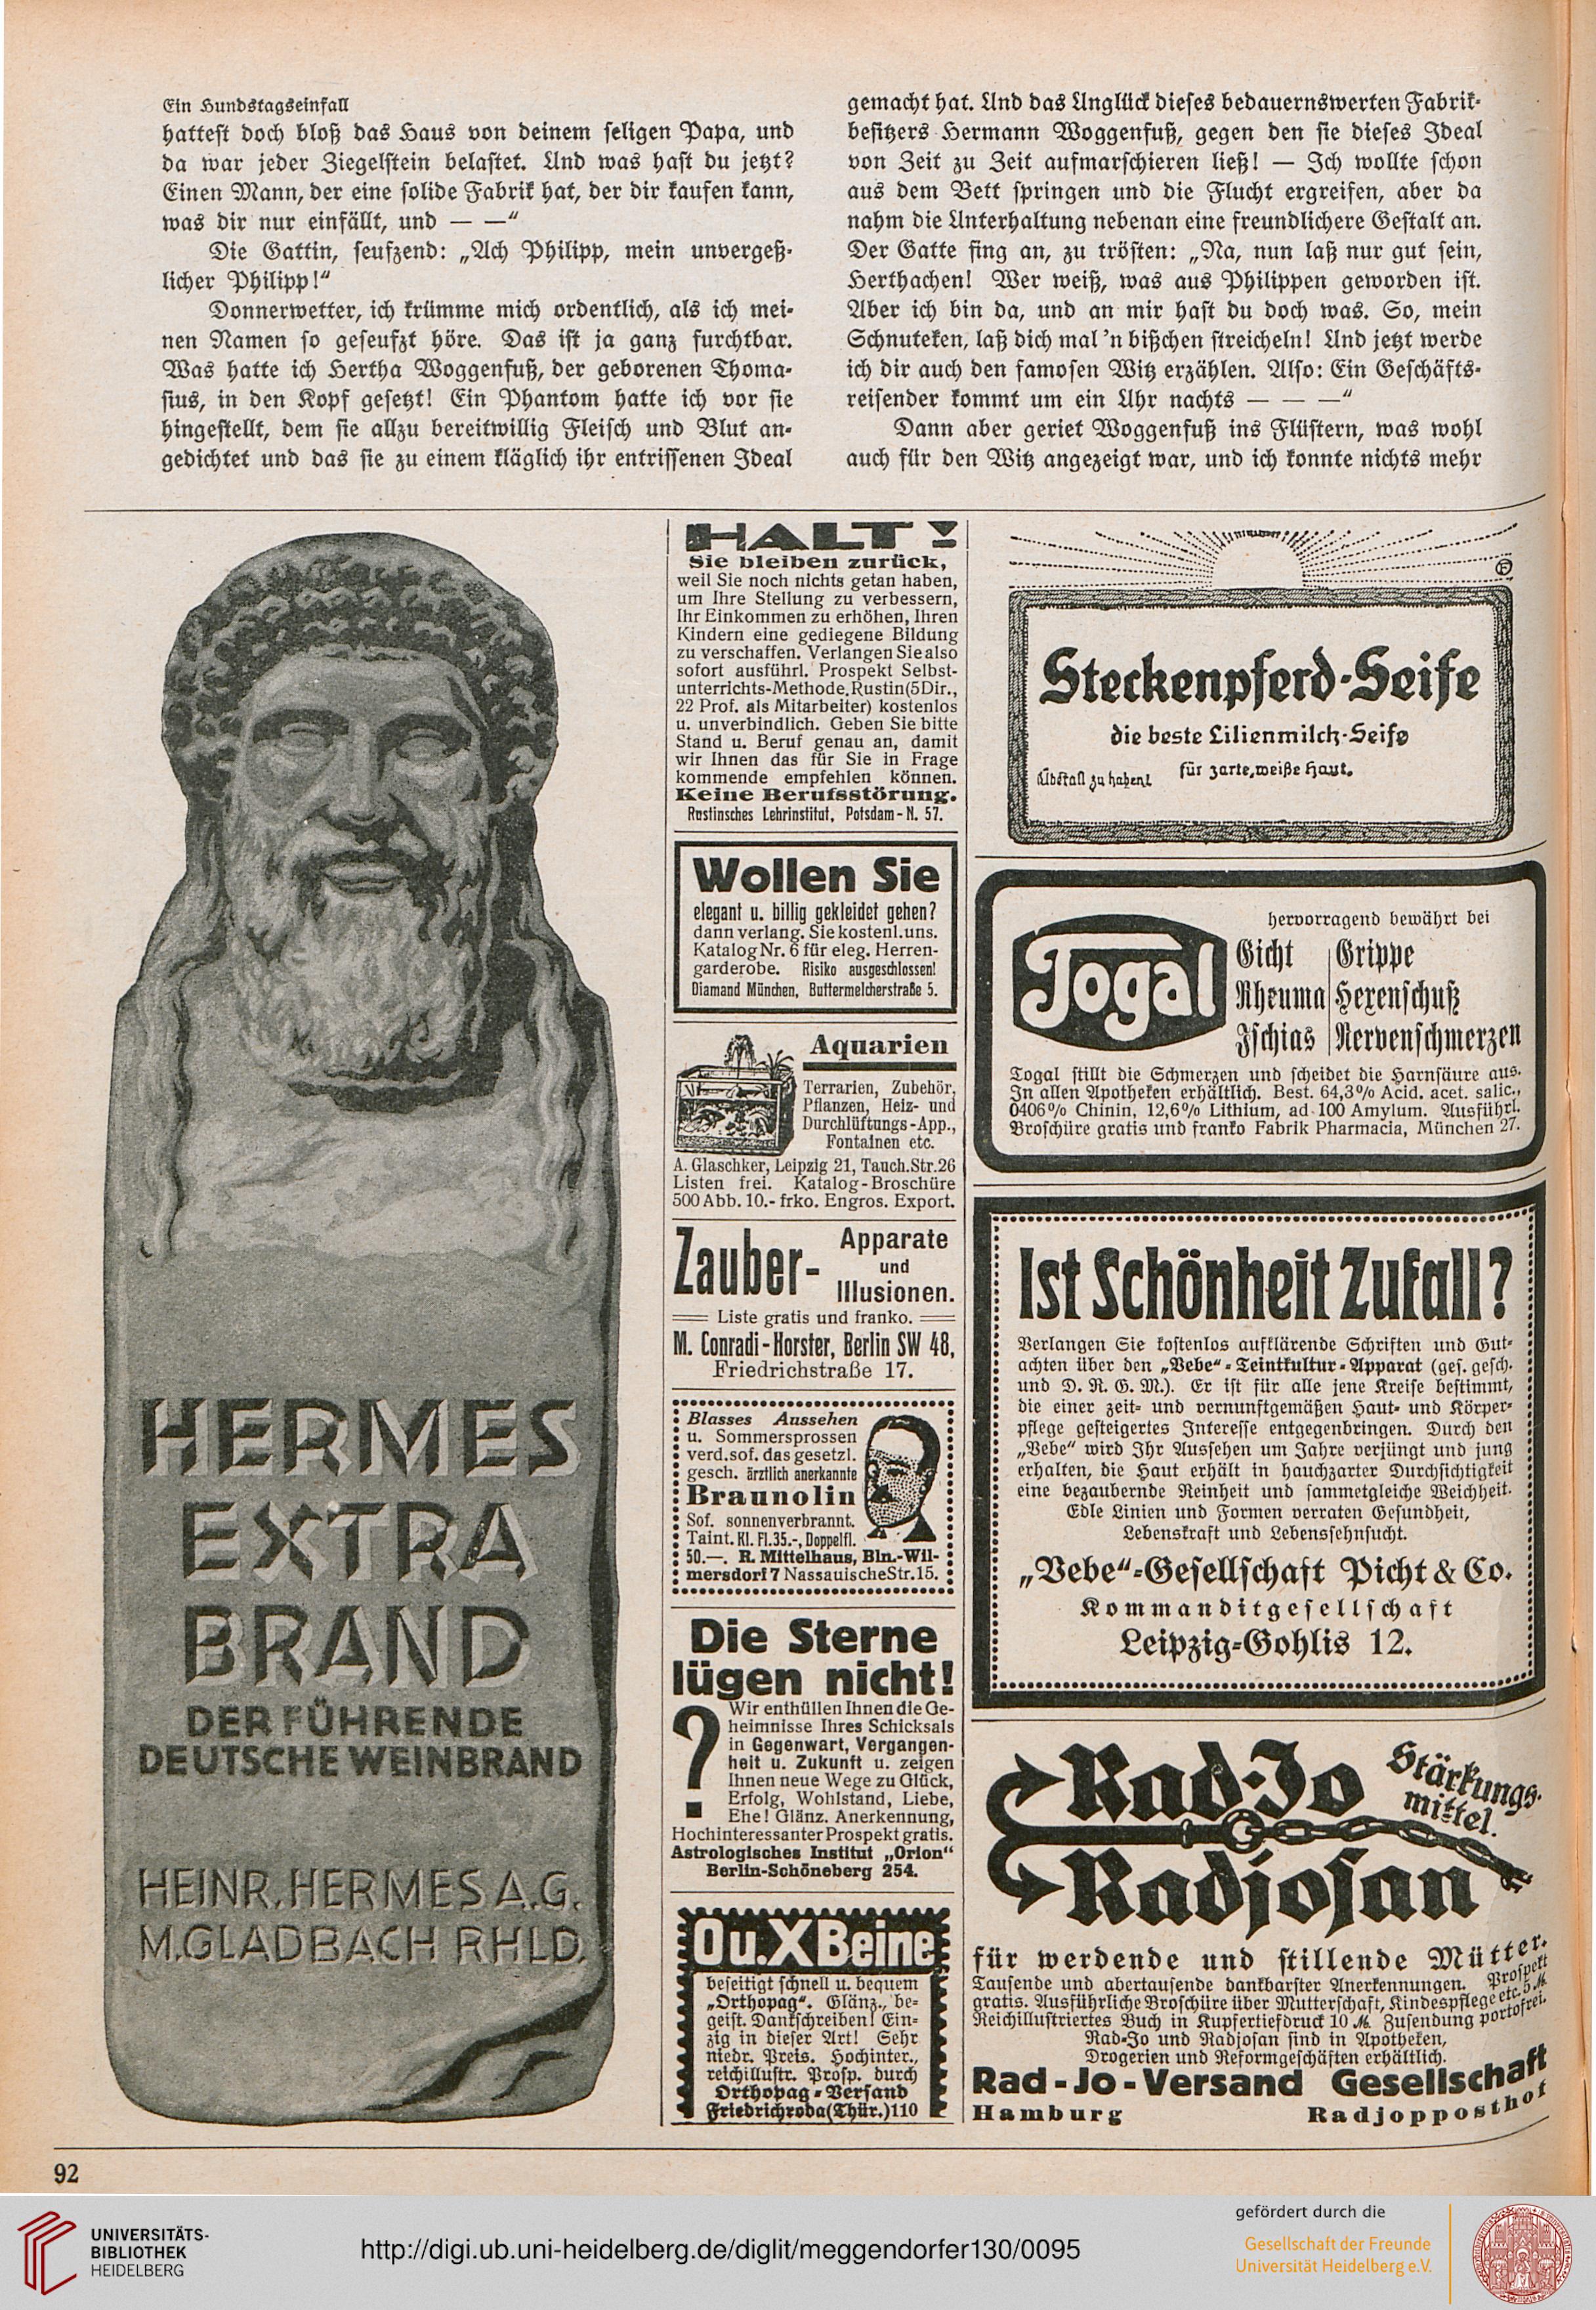 Ein Hundstagseinfall
hattest doch bloß das Haus von deinem seligen Papa, und
da war jeder Ziegelstein belastet. Und was hast du jetzt?
Einen Mann, der eine solide Fabrik hat, der dir kaufen kann,
was dir nur einfällt, und — —“
Die Gattin, seufzend: „Ach Philipp, mein unvergeß-
licher Philipp!“
Donnerwetter, ich krümme mich ordentlich, als ich mei-
nen Namen so geseufzt höre. Das ist ja ganz furchtbar.
Was hatte ich Hertha Woggenfuß, der geborenen Thoma-
sius, in den Kopf gesetzt! Ein Phantom hatte ich vor sie
hingestellt, dem sie allzu bereitwillig Fleisch und Blut an-
gedichtet und das sie zu einem kläglich ihr entrissenen Ideal
gemacht hat. Und das Unglück dieses bedauernswerten Fabrik-
besitzers Hermann Woggenfuß, gegen den sie dieses Ideal
von Zeit zu Zeit aufmarschieren ließ! — Ich wollte schon
aus dem Bett springen und die Flucht ergreifen, aber da
nahm die Unterhaltung nebenan eine freundlichere Gestalt an.
Der Gatte fing an, zu trösten: „Na, nun laß nur gut sein,
Herthachen! Wer weiß, was aus Philippen geworden ist.
Aber ich bin da, und an mir hast du doch was. So, mein
Schnuteken, laß dich mal 'n bißchen streicheln! Und jetzt werde
ich dir auch den famosen Witz erzählen. Also: Ein Geschäfts-
reisender kommt um ein Uhr nachts — — —“
Dann aber geriet Woggenfuß ins Flüstern, was wohl
auch für den Witz angezeigt war, und ich konnte nichts mehr
HERMES
EXTRA
BRAND
DER FÜHRENDE
DEUTSCHE WEINBRAND
HEINR. HERMES A.G.
M.GLADBACH RHLD.
HALT!
Sie bleiben zurück,
weil Sie noch nichts getan haben,
um Ihre Stellung zu verbessern,
Ihr Einkommen zu erhöhen, Ihren
Kindern eine gediegene Bildung
zu verschaffen. Verlangen Sie also
sofort ausführl. Prospekt Selbst-
unterrichts-Methode. Rustin (5 Dir.,
22 Prof. als Mitarbeiter) kostenlos
u. unverbindlich. Geben Sie bitte
Stand u. Beruf genau an, damit
wir Ihnen das für Sie in Frage
kommende empfehlen können.
Keine Berufsstörung.
Rustinsches Lehrinstitut, Potsdam-N. 57.
Wollen Sie
elegant u. billig gekleidet gehen?
dann verlang. Sie kostenl. uns.
Katalog Nr. 6 für eleg. Herren-
garderobe. Risiko ausgeschlossen!
Diamand München, Buttermelcherstraße 5.
Aquarien
Terrarien, Zubehör,
Pflanzen, Heiz- und
Durchlüftungs-App.,
Fontainen etc.
A. Glaschker, Leipzig 21, Tauch.Str.26
Listen frei. Katalog-Broschüre
500 Abb. 10.- frko. Engros. Export.
Zauber-
Apparate
und
Illusionen.
Liste gratis und franko.
M. Conradi-Horster, Berlin SW 48,
Friedrichstraße 17.
Blasses Aussehen
u. Sommersprossen
verd. sof. das gesetzl.
gesch. ärztlich anerkannte
Braunolin
Sof. sonnenverbrannt.
Taint. Kl. Fl. 35.-, Doppelfl.
50.—. R. Mittelhaus, Bln.-Wil-
mersdorf 7 Nassauische Str. 15.
Die Sterne
lügen nicht!
?
Wir enthüllen Ihnen die Ge-
heimnisse Ihres Schicksals
in Gegenwart, Vergangen-
heit u. Zukunft u. zeigen
Ihnen neue Wege zu Glück,
Erfolg, Wohlstand, Liebe,
Ehe! Glänz. Anerkennung,
Hochinteressanter Prospekt gratis.
Astrologisches Institut „Orion“
Berlin-Schöneberg 254.
O u. X Beine
beseitigt schnell u. bequem
„Orthopag“. Glänz., be-
geist. Dankschreiben! Ein-
zig in dieser Art! Sehr
niedr. Preis. Hochinter.,
reichillustr. Prosp. durch
Orthopag-Versand
Friedrichroda (Thür.) 110
Steckenpferd-Seife
die beste Lilienmilch-Seife
für zarte, weiße Haut.
Überall zu haben!
Togal
hervorragend bewährt bei
Gicht
Rheuma
Ischias
Grippe
Hexenschuß
Nervenschmerzen
Togal stillt die Schmerzen und scheidet die Harnsäure aus.
In allen Apotheken erhältlich. Best. 64,3% Acid. acet. salic.,
0406% Chinin, 12,6% Lithium, ad 100 Amylum. Ausführl.
Broschüre gratis und franko Fabrik Pharmacia, München 27.
Ist Schönheit Zufall?
Verlangen Sie kostenlos aufklärende Schriften und Gut-
achten über den „Vebe“-Teintkultur-Apparat (ges. gesch.
und D. R. G. M.). Er ist für alle jene Kreise bestimmt,
die einer zeit- und vernunftgemäßen Haut- und Körper-
pflege gesteigertes Interesse entgegenbringen. Durch den
„Vebe“ wird Ihr Aussehen um Jahre verjüngt und jung
erhalten, die Haut erhält in hauchzarter Durchsichtigkeit
eine bezaubernde Reinheit und sammetgleiche Weichheit.
Edle Linien und Formen verraten Gesundheit,
Lebenskraft und Lebenssehnsucht.
„Vebe“-Gesellschaft Picht & Co.
Kommanditgesellschaft
Leipzig-Gohlis 12.
Rad-Jo
Stärkungs-
mittel.
Radjosan
für werdende und stillende Mütter.
Tausende und abertausende dankbarster Anerkennungen. Prospekt
gratis. Ausführliche Broschüre über Mutterschaft, Kindespflege etc. 5 M.
Reichillustriertes Buch in Kupfertiefdruck 10 M. Zusendung portofrei.
Rad-Jo und Radjosan sind in Apotheken,
Drogerien und Reformgeschäften erhältlich.
Rad-Jo-Versand Gesellschaft
Hamburg Radjopposthof
92
UNIVERSITÄTS-
BIBLIOTHEK
HEIDELBERG
http://digi.ub.uni-heidelberg.de/diglit/meggendorfer130/0095
gefördert durch die
Gesellschaft der Freunde
Universität Heidelberg e.V.